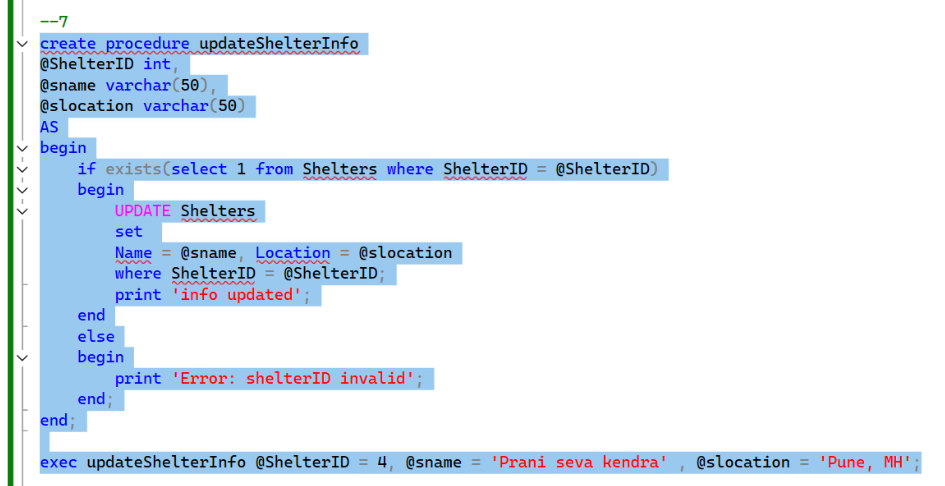 --7
create procedure updateShelterInfo
@ShelterID int,
@sname varchar(50),
@slocation varchar(50)
AS
begin
    if exists(select 1 from Shelters where ShelterID = @ShelterID)
    begin
        UPDATE Shelters
        set
        Name = @sname, Location = @slocation
        where ShelterID = @ShelterID;
        print 'info updated';
    end
    else
    begin
        print 'Error: shelterID invalid';
    end;
end;
exec updateShelterInfo @ShelterID = 4, @sname = 'Prani seva kendra' , @slocation = 'Pune, MH';